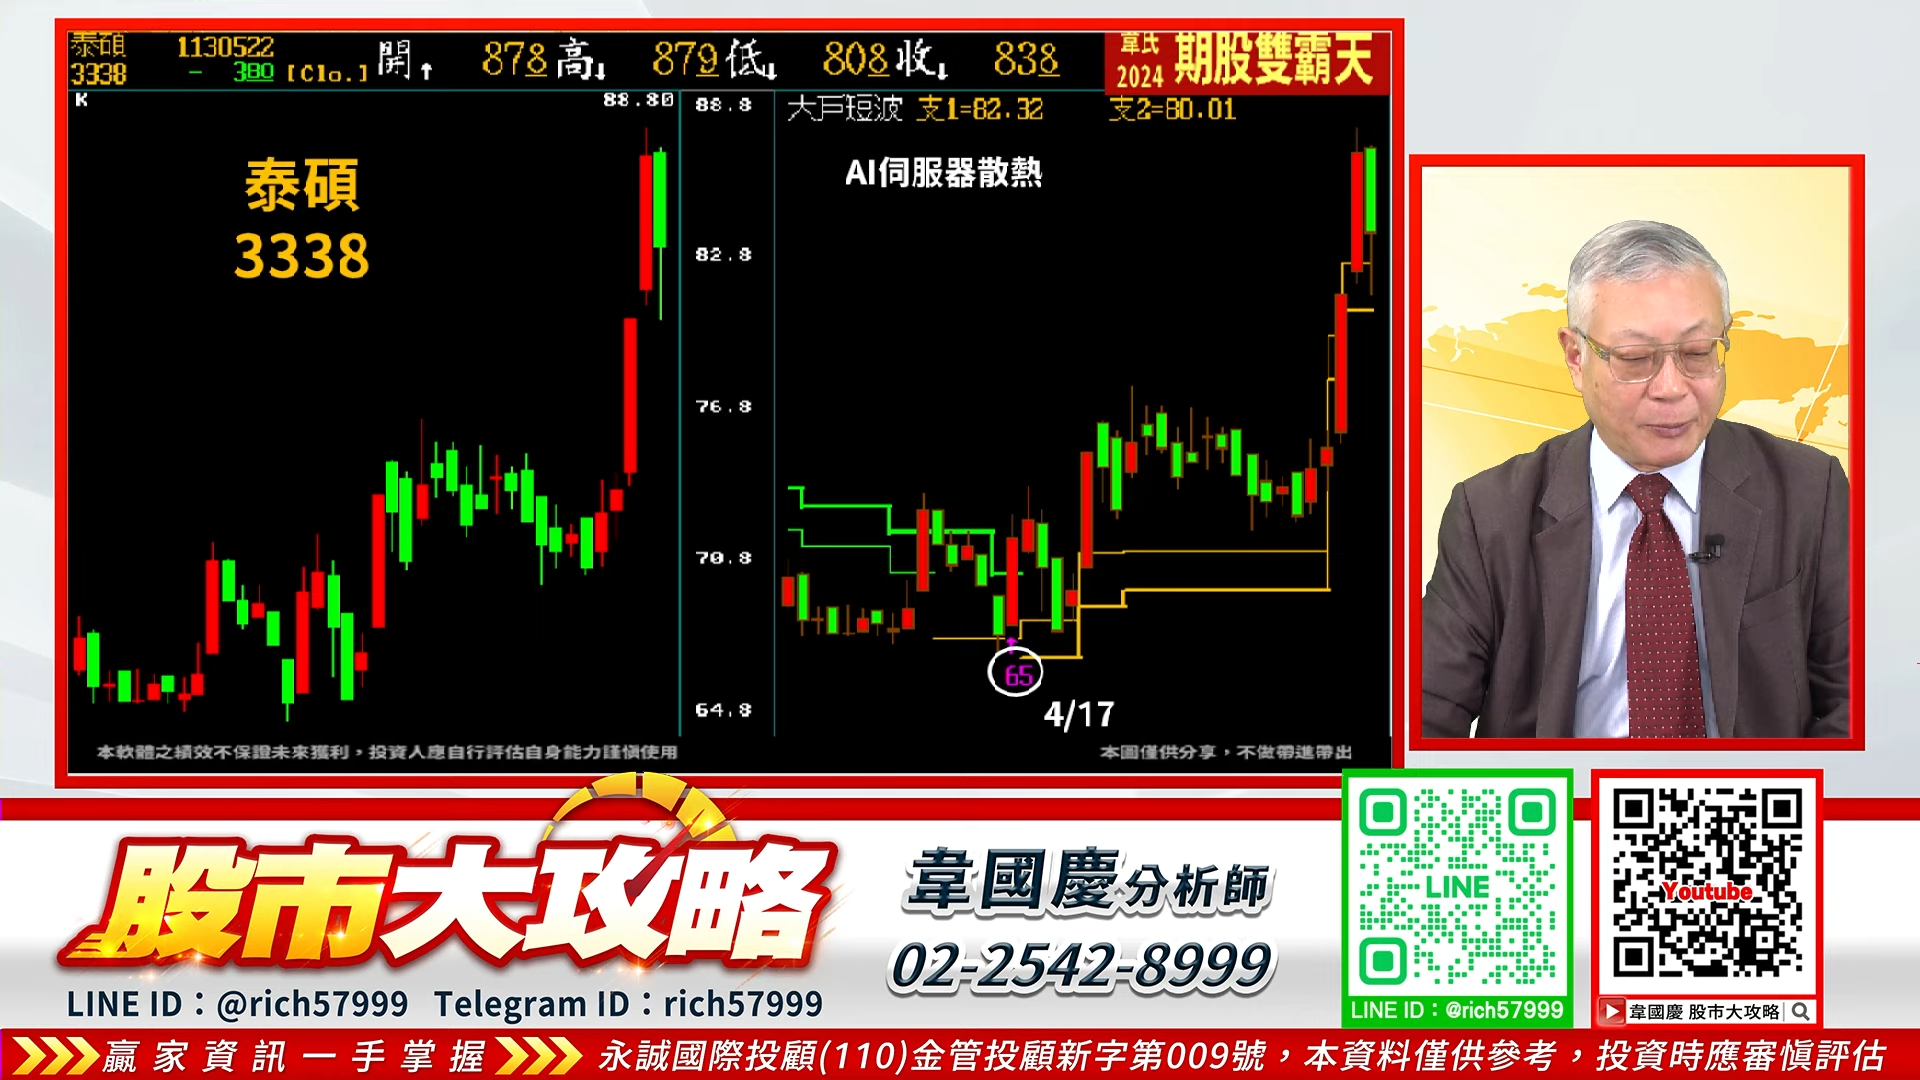 泰碩 1130522 開↑ 878 高↓ 879 低↓ 808 收↓ 838
3338 - 380 [Clo.]
韋氏 2024 期股雙霸天
K 88.80 88.8 大戶短波 支1=82.32 支2=80.01
泰碩
3338
AI伺服器散熱
82.8
76.8
70.8
64.8
65
4/17
本軟體之績效不保證未來獲利，投資人應自行評估自身能力謹慎使用
本圖僅供分享，不做帶進帶出
股市大攻略
韋國慶分析師
02-2542-8999
LINE ID：@rich57999 Telegram ID：rich57999
LINE
LINE ID：@rich57999
Youtube
韋國慶 股市大攻略
贏家資訊一手掌握 永誠國際投顧(110)金管投顧新字第009號，本資料僅供參考，投資時應審慎評估